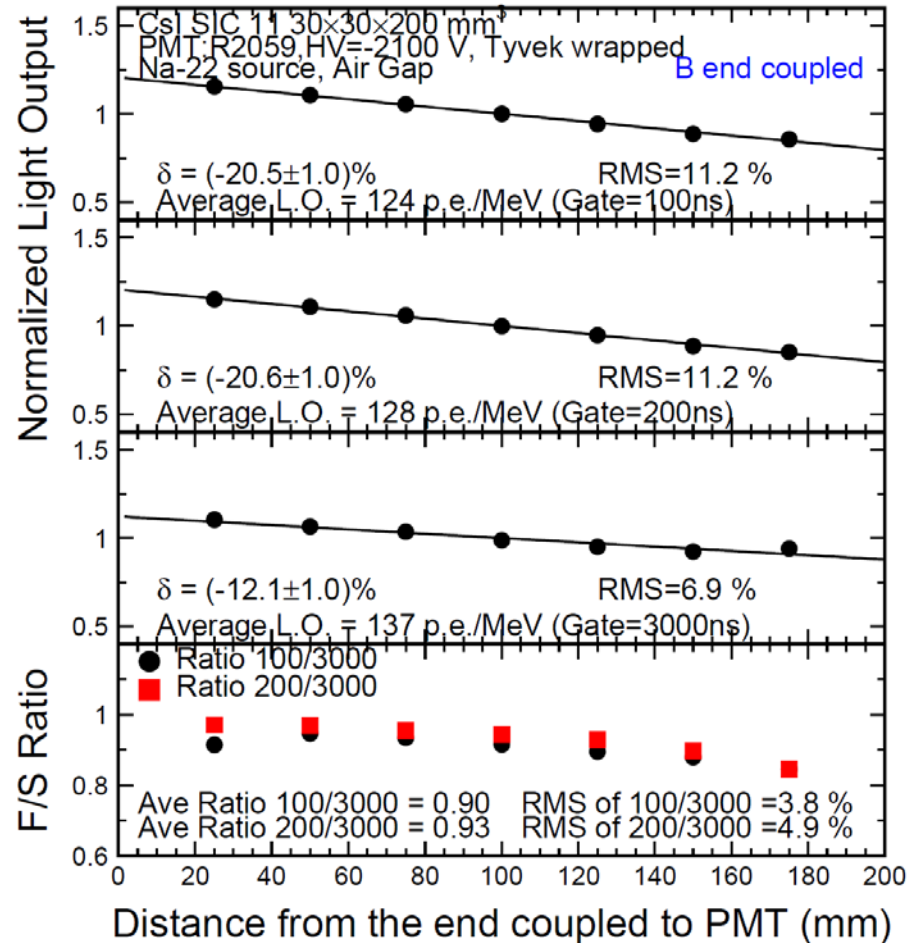 CsI SIC 11 30×30×200 mm³
PMT;R2059,HV=-2100 V, Tyvek wrapped
Na-22 source, Air Gap
B end coupled
Normalized Light Output
1.5
1
0.5
δ = (-20.5±1.0)% RMS=11.2 %
Average L.O. = 124 p.e./MeV (Gate=100ns)
1.5
1
0.5
δ = (-20.6±1.0)% RMS=11.2 %
Average L.O. = 128 p.e./MeV (Gate=200ns)
1.5
1
0.5
δ = (-12.1±1.0)% RMS=6.9 %
Average L.O. = 137 p.e./MeV (Gate=3000ns)
F/S Ratio
Ratio 100/3000
Ratio 200/3000
1
0.8
0.6
Ave Ratio 100/3000 = 0.90 RMS of 100/3000 =3.8 %
Ave Ratio 200/3000 = 0.93 RMS of 200/3000 =4.9 %
0 20 40 60 80 100 120 140 160 180 200
Distance from the end coupled to PMT (mm)